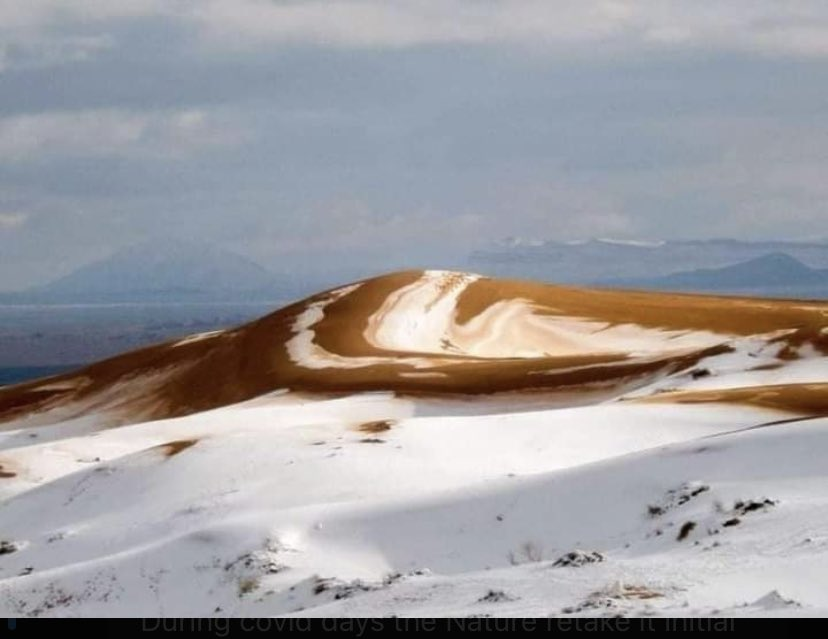 During covid days the Nature retake it initial